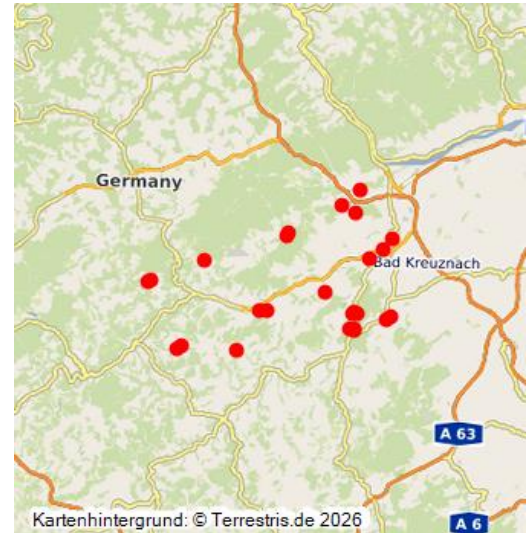 Germany
Bad Kreuznach
A 63
A 6
Kartenhintergrund: © Terrestris.de 2026